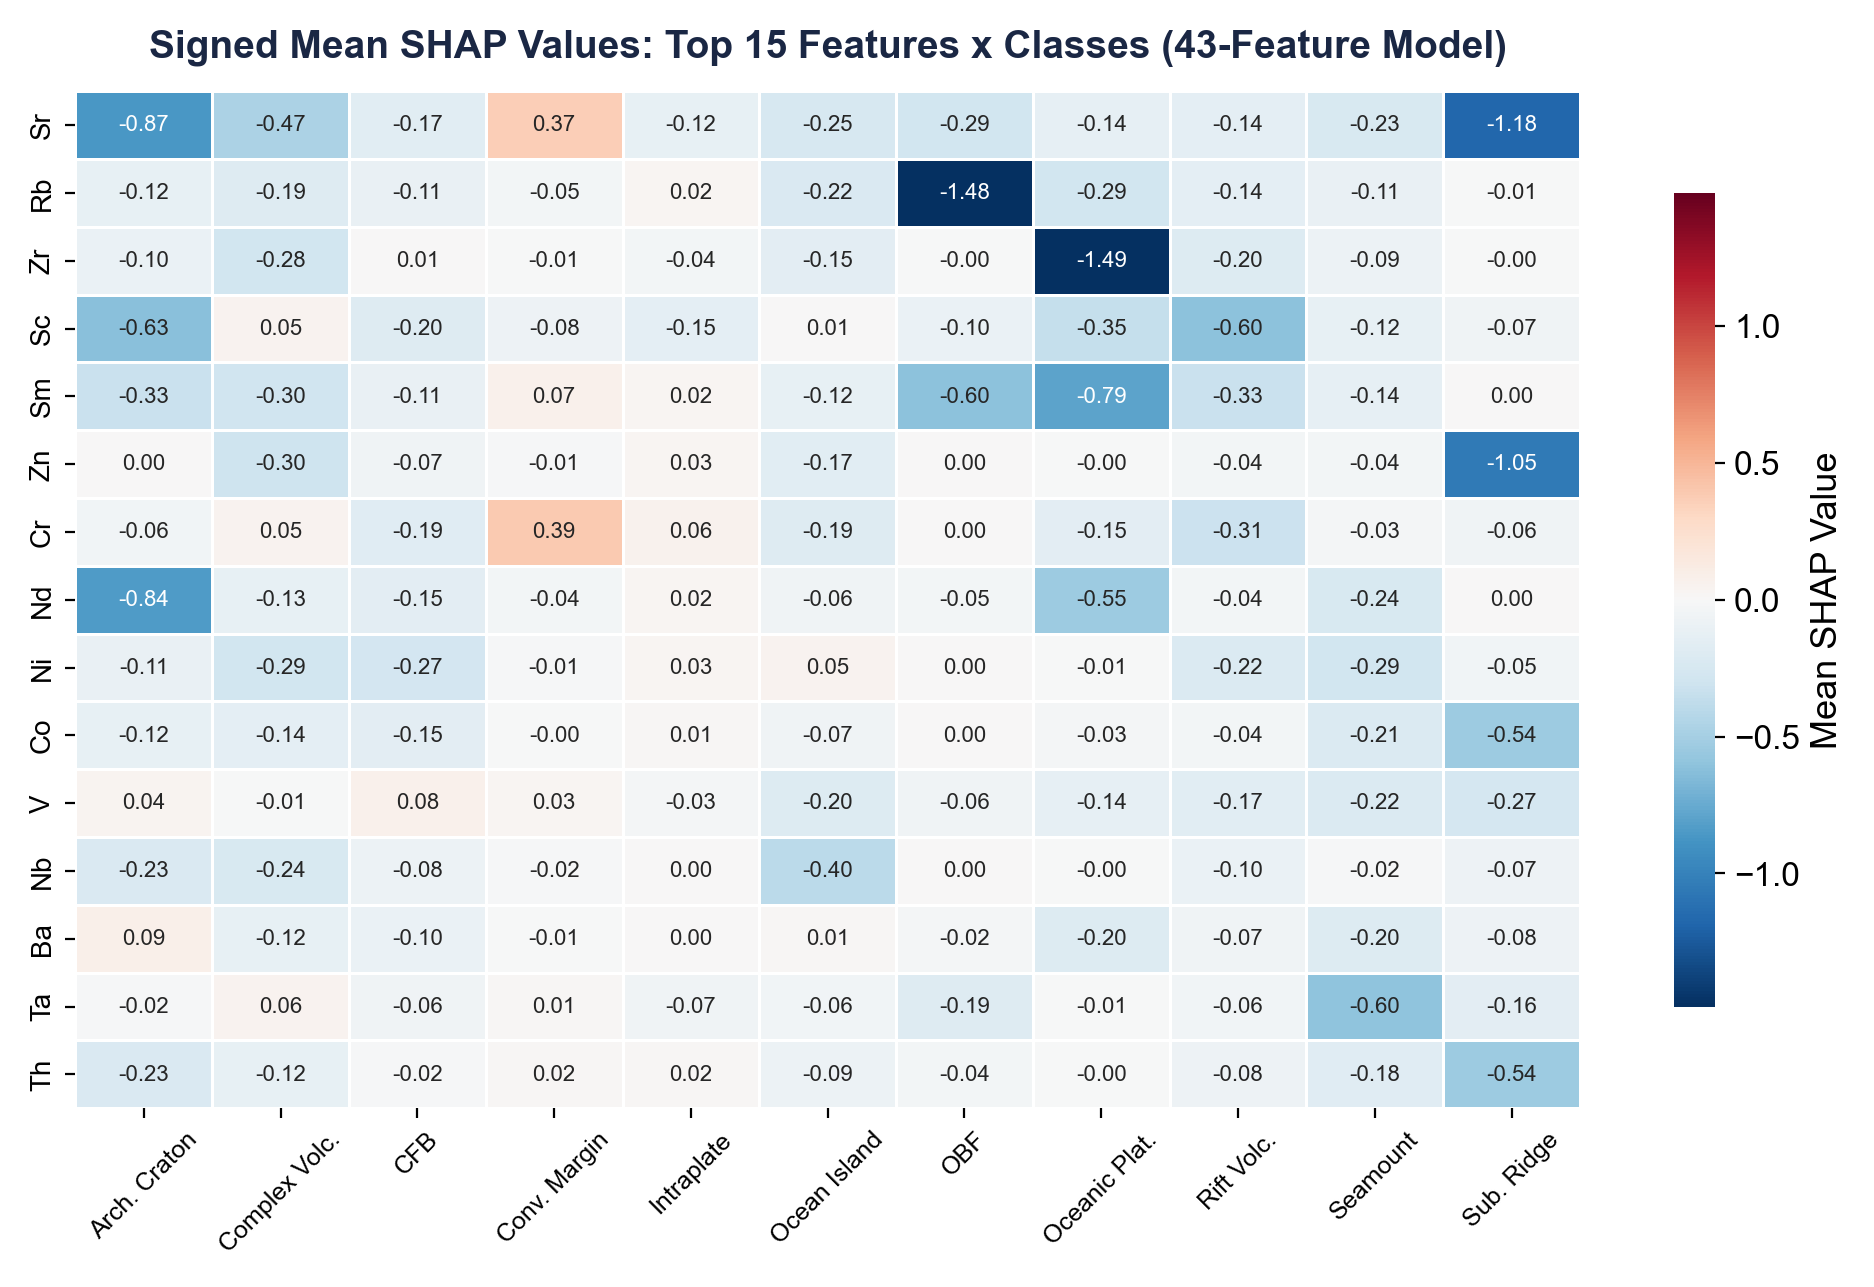 Signed Mean SHAP Values: Top 15 Features x Classes (43-Feature Model)
Sr -0.87 -0.47 -0.17 0.37 -0.12 -0.25 -0.29 -0.14 -0.14 -0.23 -1.18
Rb -0.12 -0.19 -0.11 -0.05 0.02 -0.22 -1.48 -0.29 -0.14 -0.11 -0.01
Zr -0.10 -0.28 0.01 -0.01 -0.04 -0.15 -0.00 -1.49 -0.20 -0.09 -0.00
Sc -0.63 0.05 -0.20 -0.08 -0.15 0.01 -0.10 -0.35 -0.60 -0.12 -0.07
Sm -0.33 -0.30 -0.11 0.07 0.02 -0.12 -0.60 -0.79 -0.33 -0.14 0.00
Zn 0.00 -0.30 -0.07 -0.01 0.03 -0.17 0.00 -0.00 -0.04 -0.04 -1.05
Cr -0.06 0.05 -0.19 0.39 0.06 -0.19 0.00 -0.15 -0.31 -0.03 -0.06
Nd -0.84 -0.13 -0.15 -0.04 0.02 -0.06 -0.05 -0.55 -0.04 -0.24 0.00
Ni -0.11 -0.29 -0.27 -0.01 0.03 0.05 0.00 -0.01 -0.22 -0.29 -0.05
Co -0.12 -0.14 -0.15 -0.00 0.01 -0.07 0.00 -0.03 -0.04 -0.21 -0.54
V 0.04 -0.01 0.08 0.03 -0.03 -0.20 -0.06 -0.14 -0.17 -0.22 -0.27
Nb -0.23 -0.24 -0.08 -0.02 0.00 -0.40 0.00 -0.00 -0.10 -0.02 -0.07
Ba 0.09 -0.12 -0.10 -0.01 0.00 0.01 -0.02 -0.20 -0.07 -0.20 -0.08
Ta -0.02 0.06 -0.06 0.01 -0.07 -0.06 -0.19 -0.01 -0.06 -0.60 -0.16
Th -0.23 -0.12 -0.02 0.02 0.02 -0.09 -0.04 -0.00 -0.08 -0.18 -0.54
Arch. Craton Complex Volc. CFB Conv. Margin Intraplate Ocean Island OBF Oceanic Plat. Rift Volc. Seamount Sub. Ridge
1.0
0.5
0.0
−0.5
−1.0
Mean SHAP Value